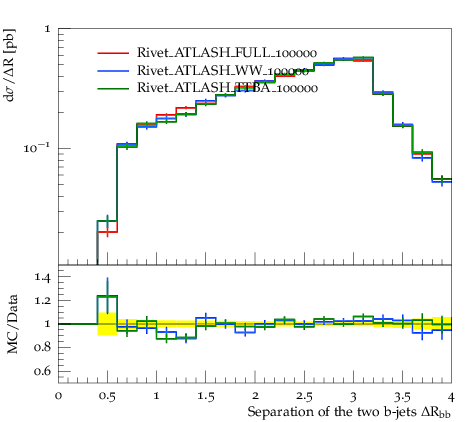 1
Rivet_ATLASH_FULL_100000
Rivet_ATLASH_WW_100000
Rivet_ATLASH_TTBA_100000
10⁻¹
dσ/ΔR [pb]
1.4
1.2
1
0.8
0.6
MC/Data
0 0.5 1 1.5 2 2.5 3 3.5 4
Separation of the two b-jets ΔR_bb